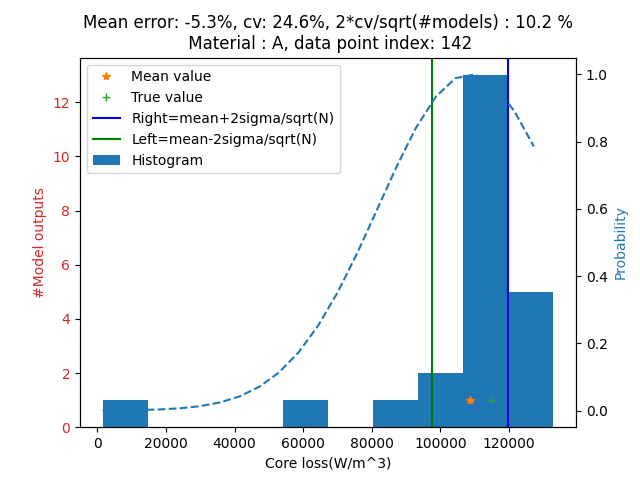 Mean error: -5.3%, cv: 24.6%, 2*cv/sqrt(#models) : 10.2 %
Material : A, data point index: 142
Mean value
True value
Right=mean+2sigma/sqrt(N)
Left=mean-2sigma/sqrt(N)
Histogram
#Model outputs
12
10
8
6
4
2
0
1.0
0.8
0.6
0.4
0.2
0.0
Probability
0 20000 40000 60000 80000 100000 120000
Core loss(W/m^3)